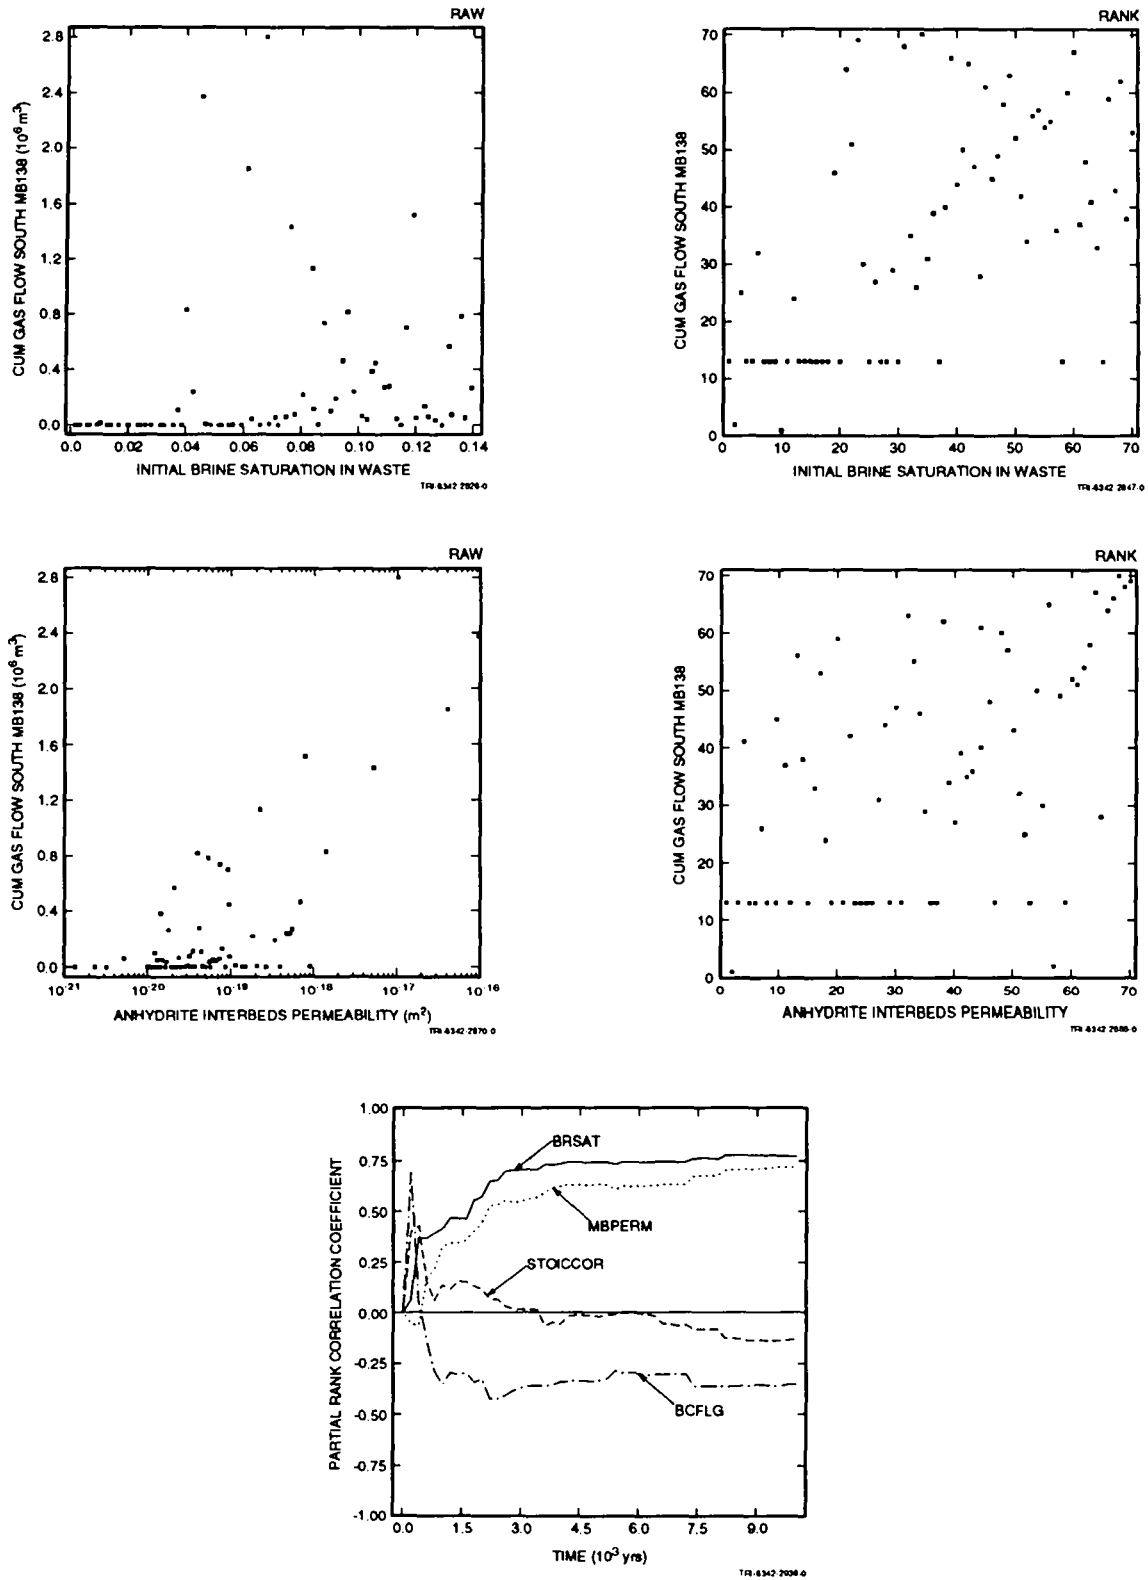 RAW
2.8
2.4
2.0
1.6
1.2
0.8
0.4
0.0
CUM GAS FLOW SOUTH MB138 (10⁶ m³)
0.0 0.02 0.04 0.06 0.08 0.10 0.12 0.14
INITIAL BRINE SATURATION IN WASTE
RANK
70
60
50
40
30
20
10
0
CUM GAS FLOW SOUTH MB138
0 10 20 30 40 50 60 70
INITIAL BRINE SATURATION IN WASTE
TRI-6342-2847-0
RAW
2.8
2.4
2.0
1.6
1.2
0.8
0.4
0.0
CUM GAS FLOW SOUTH MB138 (10⁶ m³)
10⁻²¹ 10⁻²⁰ 10⁻¹⁹ 10⁻¹⁸ 10⁻¹⁷ 10⁻¹⁶
ANHYDRITE INTERBEDS PERMEABILITY (m²)
TRI-6342-2870-0
RANK
70
60
50
40
30
20
10
0
CUM GAS FLOW SOUTH MB138
0 10 20 30 40 50 60 70
ANHYDRITE INTERBEDS PERMEABILITY
1.00
0.75
0.50
0.25
0.00
-0.25
-0.50
-0.75
-1.00
PARTIAL RANK CORRELATION COEFFICIENT
BRSAT
MBPERM
STOICCOR
BCFLG
0.0 1.5 3.0 4.5 6.0 7.5 9.0
TIME (10³ yrs)